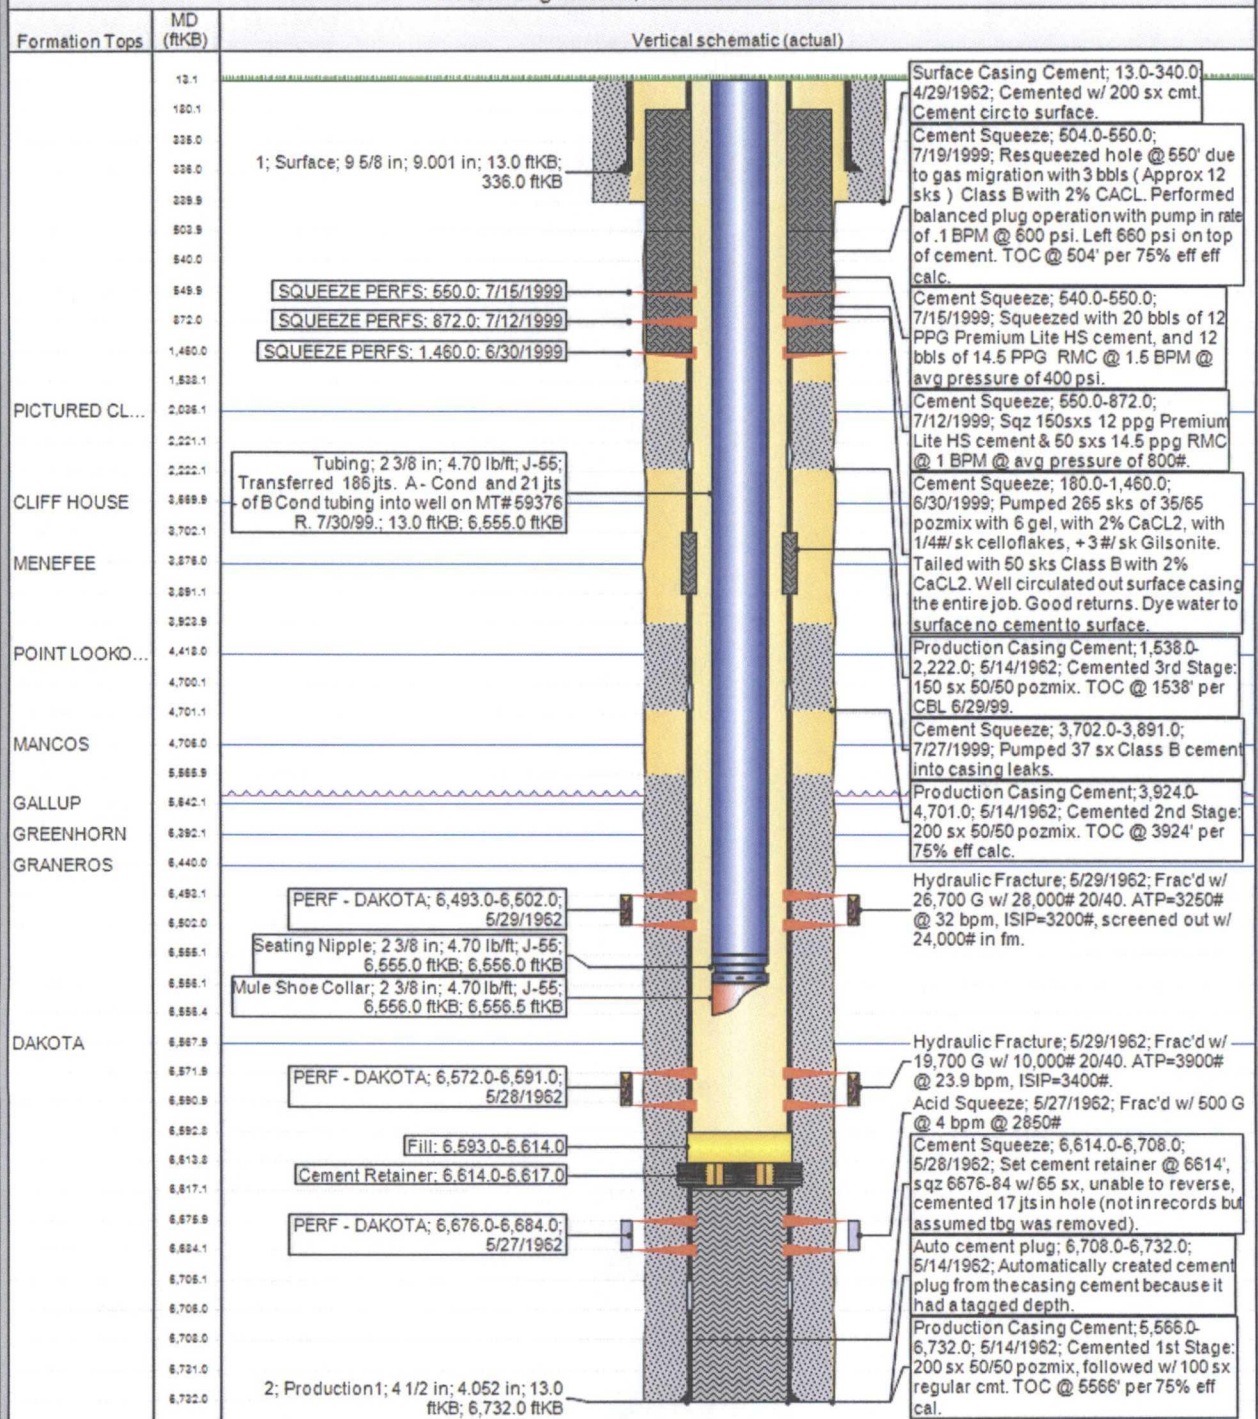 Formation Tops
MD
(ftKB)
Vertical schematic (actual)
13.1
180.1
335.0
336.0
339.9
503.9
540.0
549.9
872.0
1,460.0
1,538.1
2,036.1
2,221.1
2,222.1
3,702.1
3,876.0
3,891.1
3,923.9
4,418.0
4,700.1
4,701.1
4,706.0
5,565.9
5,642.1
6,392.1
6,440.0
6,493.1
6,502.0
6,555.1
6,556.1
6,556.4
6,567.9
6,571.9
6,590.9
6,592.8
6,613.8
6,617.1
6,675.9
6,684.1
6,705.1
6,706.0
6,708.0
6,731.0
6,732.0
PICTURED CL...
CLIFF HOUSE
MENEFEE
POINT LOOKO...
MANCOS
GALLUP
GREENHORN
GRANEROS
DAKOTA
1; Surface; 9 5/8 in; 9.001 in; 13.0 ftKB;
336.0 ftKB
SQUEEZE PERFS; 550.0; 7/15/1999
SQUEEZE PERFS; 872.0; 7/12/1999
SQUEEZE PERFS; 1,460.0; 6/30/1999
Tubing; 2 3/8 in; 4.70 lb/ft; J-55;
Transferred 186 jts. A - Cond and 21 jts
of B Cond tubing into well on MT# 59376
R. 7/30/99.; 13.0 ftKB; 6,555.0 ftKB
PERF - DAKOTA; 6,493.0-6,502.0;
5/29/1962
Seating Nipple; 2 3/8 in; 4.70 lb/ft; J-55;
6,555.0 ftKB; 6,556.0 ftKB
Mule Shoe Collar; 2 3/8 in; 4.70 lb/ft; J-55;
6,556.0 ftKB; 6,556.5 ftKB
PERF - DAKOTA; 6,572.0-6,591.0;
5/28/1962
Fill; 6,593.0-6,614.0
Cement Retainer; 6,614.0-6,617.0
PERF - DAKOTA; 6,676.0-6,684.0;
5/27/1962
2; Production1; 4 1/2 in; 4.052 in; 13.0
ftKB; 6,732.0 ftKB
Surface Casing Cement; 13.0-340.0;
4/29/1962; Cemented w/ 200 sx cmt.
Cement circ to surface.
Cement Squeeze; 504.0-550.0;
7/19/1999; Resqueezed hole @ 550' due
to gas migration with 3 bbls ( Approx 12
sks ) Class B with 2% CACL. Performed
balanced plug operation with pump in rate
of .1 BPM @ 600 psi. Left 660 psi on top
of cement. TOC @ 504' per 75% eff eff
calc.
Cement Squeeze; 540.0-550.0;
7/15/1999; Squeezed with 20 bbls of 12
PPG Premium Lite HS cement, and 12
bbls of 14.5 PPG RMC @ 1.5 BPM @
avg pressure of 400 psi.
Cement Squeeze; 550.0-872.0;
7/12/1999; Sqz 150sxs 12 ppg Premium
Lite HS cement & 50 sxs 14.5 ppg RMC
@ 1 BPM @ avg pressure of 800#.
Cement Squeeze; 180.0-1,460.0;
6/30/1999; Pumped 265 sks of 35/65
pozmix with 6 gel, with 2% CaCL2, with
1/4#/ sk celloflakes, + 3 #/ sk Gilsonite.
Tailed with 50 sks Class B with 2%
CaCL2. Well circulated out surface casing
the entire job. Good returns. Dye water to
surface no cement to surface.
Production Casing Cement; 1,538.0-
2,222.0; 5/14/1962; Cemented 3rd Stage:
150 sx 50/50 pozmix. TOC @ 1538' per
CBL 6/29/99.
Cement Squeeze; 3,702.0-3,891.0;
7/27/1999; Pumped 37 sx Class B cement
into casing leaks.
Production Casing Cement; 3,924.0-
4,701.0; 5/14/1962; Cemented 2nd Stage:
200 sx 50/50 pozmix. TOC @ 3924' per
75% eff calc.
Hydraulic Fracture; 5/29/1962; Frac'd w/
26,700 G w/ 28,000# 20/40. ATP=3250#
@ 32 bpm, ISIP=3200#, screened out w/
24,000# in fm.
Hydraulic Fracture; 5/29/1962; Frac'd w/
19,700 G w/ 10,000# 20/40. ATP=3900#
@ 23.9 bpm, ISIP=3400#.
Acid Squeeze; 5/27/1962; Frac'd w/ 500 G
@ 4 bpm @ 2850#
Cement Squeeze; 6,614.0-6,708.0;
5/28/1962; Set cement retainer @ 6614',
sqz 6676-84 w/ 65 sx, unable to reverse,
cemented 17 jts in hole (not in records but
assumed tbg was removed).
Auto cement plug; 6,708.0-6,732.0;
5/14/1962; Automatically created cement
plug from thecasing cement because it
had a tagged depth.
Production Casing Cement; 5,566.0-
6,732.0; 5/14/1962; Cemented 1st Stage:
200 sx 50/50 pozmix, followed w/ 100 sx
regular cmt. TOC @ 5566' per 75% eff
cal.